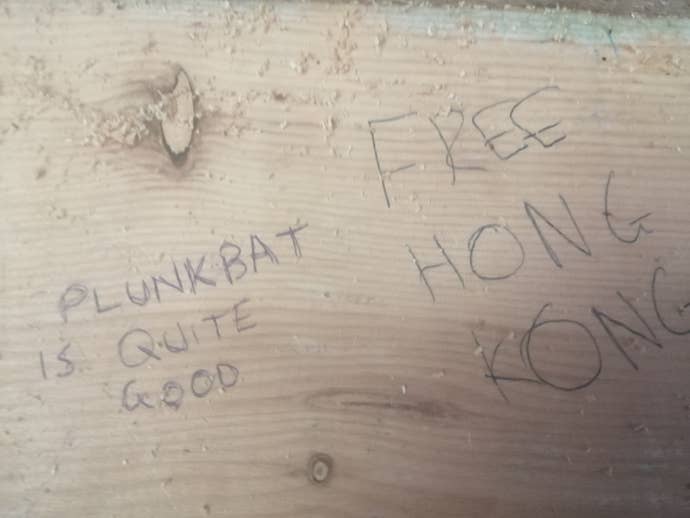 PLUNKBAT
IS QUITE
GOOD
FREE
HONG
KONG